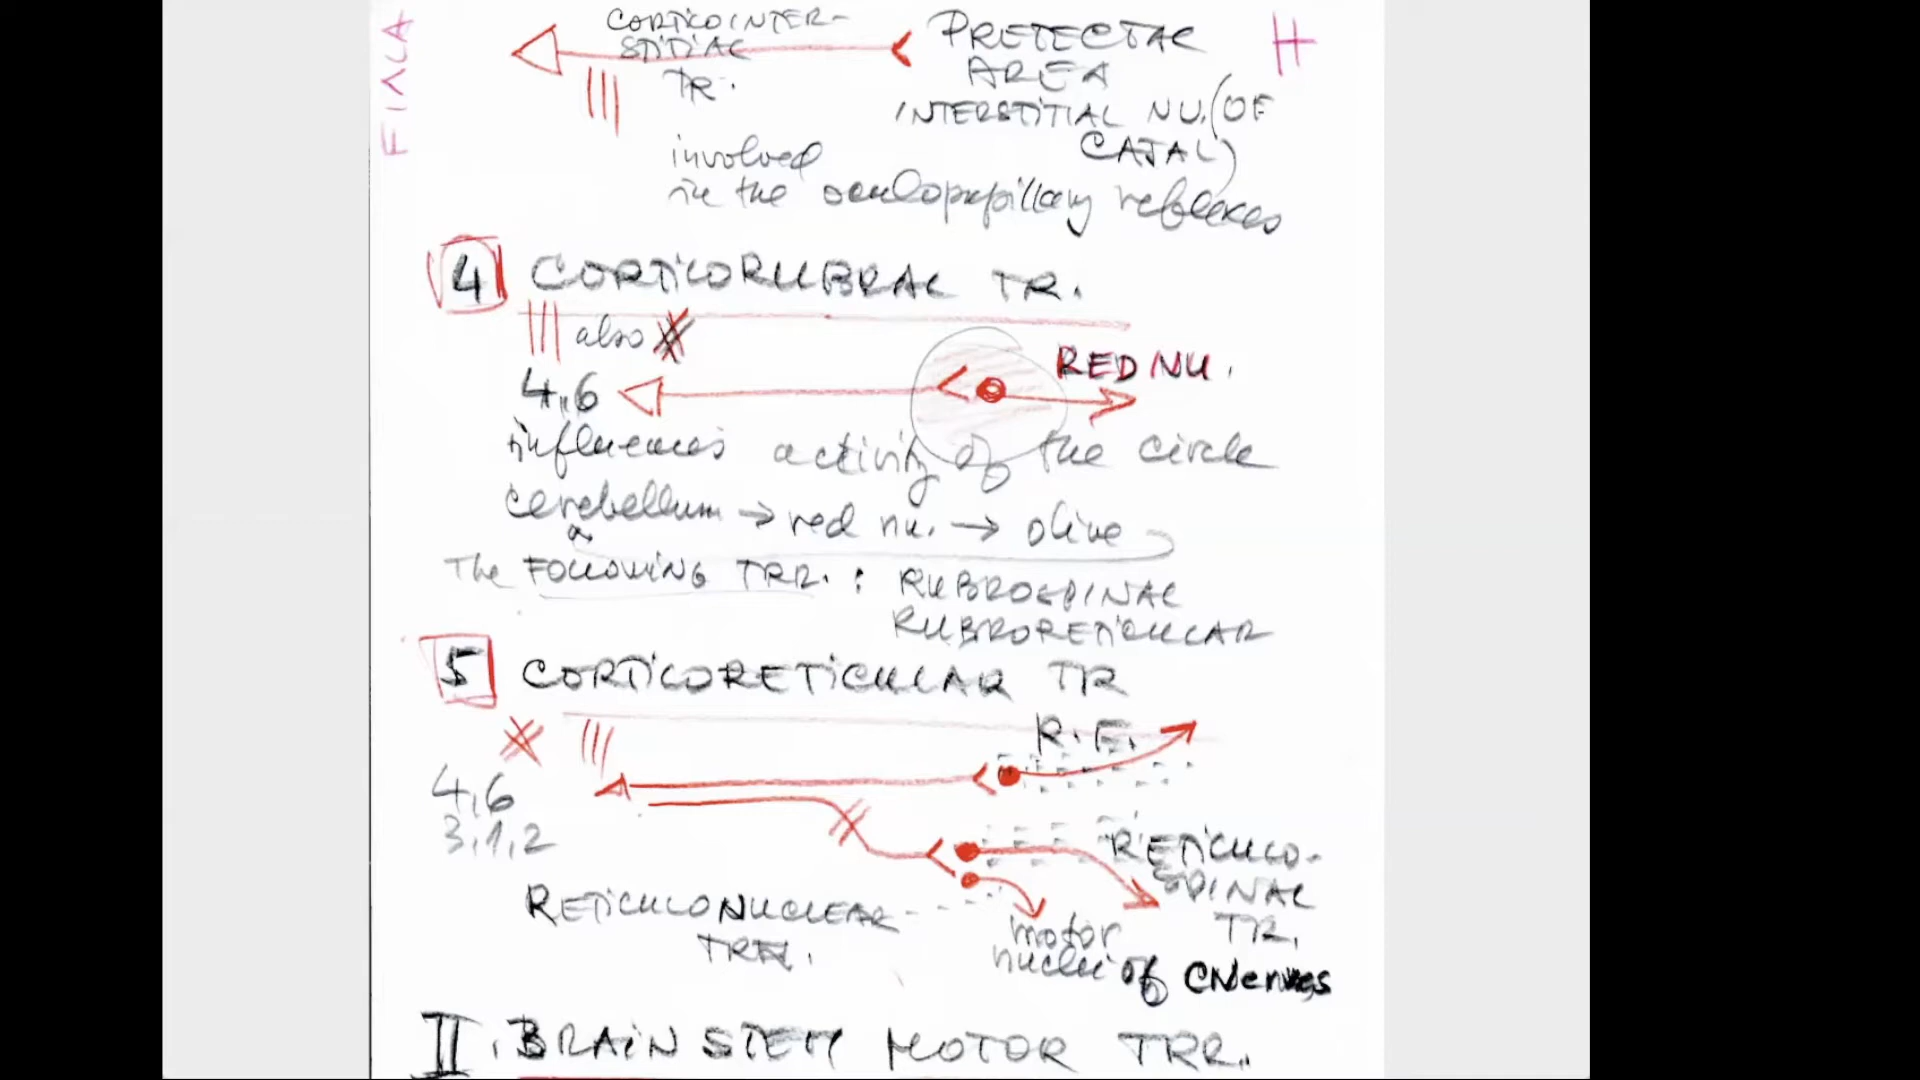 FIALA
H
CORTICOINTER-
STITIAL
TR.
PRETECTAL
AREA
INTERSTITIAL NU. (OF
CAJAL)
involved
in the oculopupillary reflexes
4 CORTICORUBRAL TR.
also
4,6
RED NU.
influences activity of the circle
cerebellum → red nu. → olive
The FOLLOWING TRR. : RUBROSPINAL
RUBRORETICULAR
5 CORTICORETICULAR TR
R.F.
4,6
3,1,2
RETICULO-
SPINAL
TR.
RETICULONUCLEAR
TRR.
motor
nuclei of CNerves
II. BRAIN STEM MOTOR TRR.